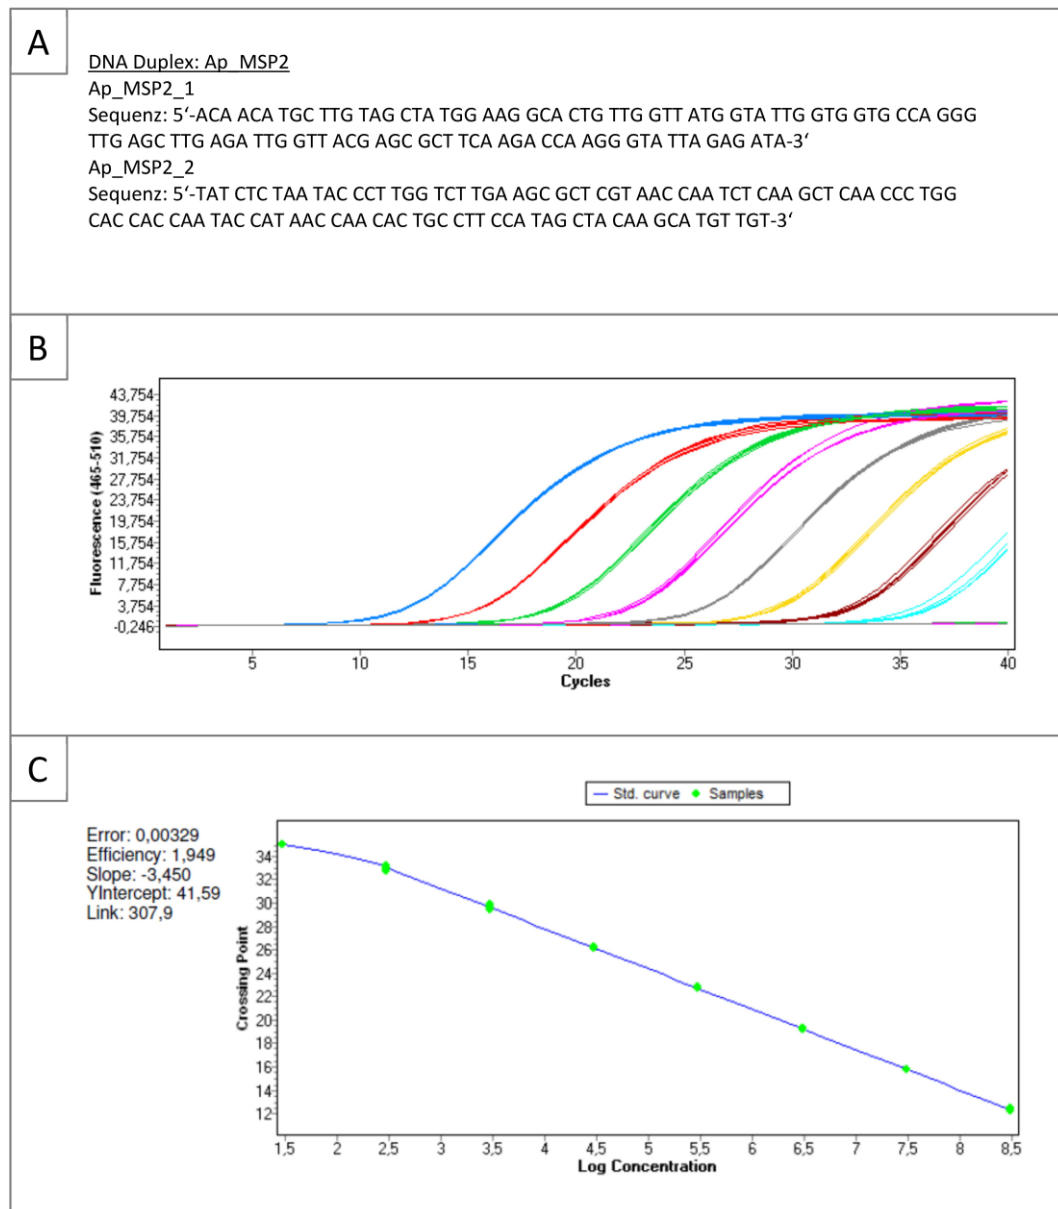 A
DNA Duplex: Ap_MSP2
Ap_MSP2_1
Sequenz: 5‘-ACA ACA TGC TTG TAG CTA TGG AAG GCA CTG TTG GTT ATG GTA TTG GTG GTG CCA GGG
TTG AGC TTG AGA TTG GTT ACG AGC GCT TCA AGA CCA AGG GTA TTA GAG ATA-3‘
Ap_MSP2_2
Sequenz: 5‘-TAT CTC TAA TAC CCT TGG TCT TGA AGC GCT CGT AAC CAA TCT CAA GCT CAA CCC TGG
CAC CAC CAA TAC CAT AAC CAA CAC TGC CTT CCA TAG CTA CAA GCA TGT TGT-3‘
B
Fluorescence (465-510)
43,754
39,754
35,754
31,754
27,754
23,754
19,754
15,754
11,754
7,754
3,754
-0,246
5 10 15 20 25 30 35 40
Cycles
C
Std. curve Samples
Error: 0,00329
Efficiency: 1,949
Slope: -3,450
YIntercept: 41,59
Link: 307,9
Crossing Point
34
32
30
28
26
24
22
20
18
16
14
12
1,5 2 2,5 3 3,5 4 4,5 5 5,5 6 6,5 7 7,5 8 8,5
Log Concentration